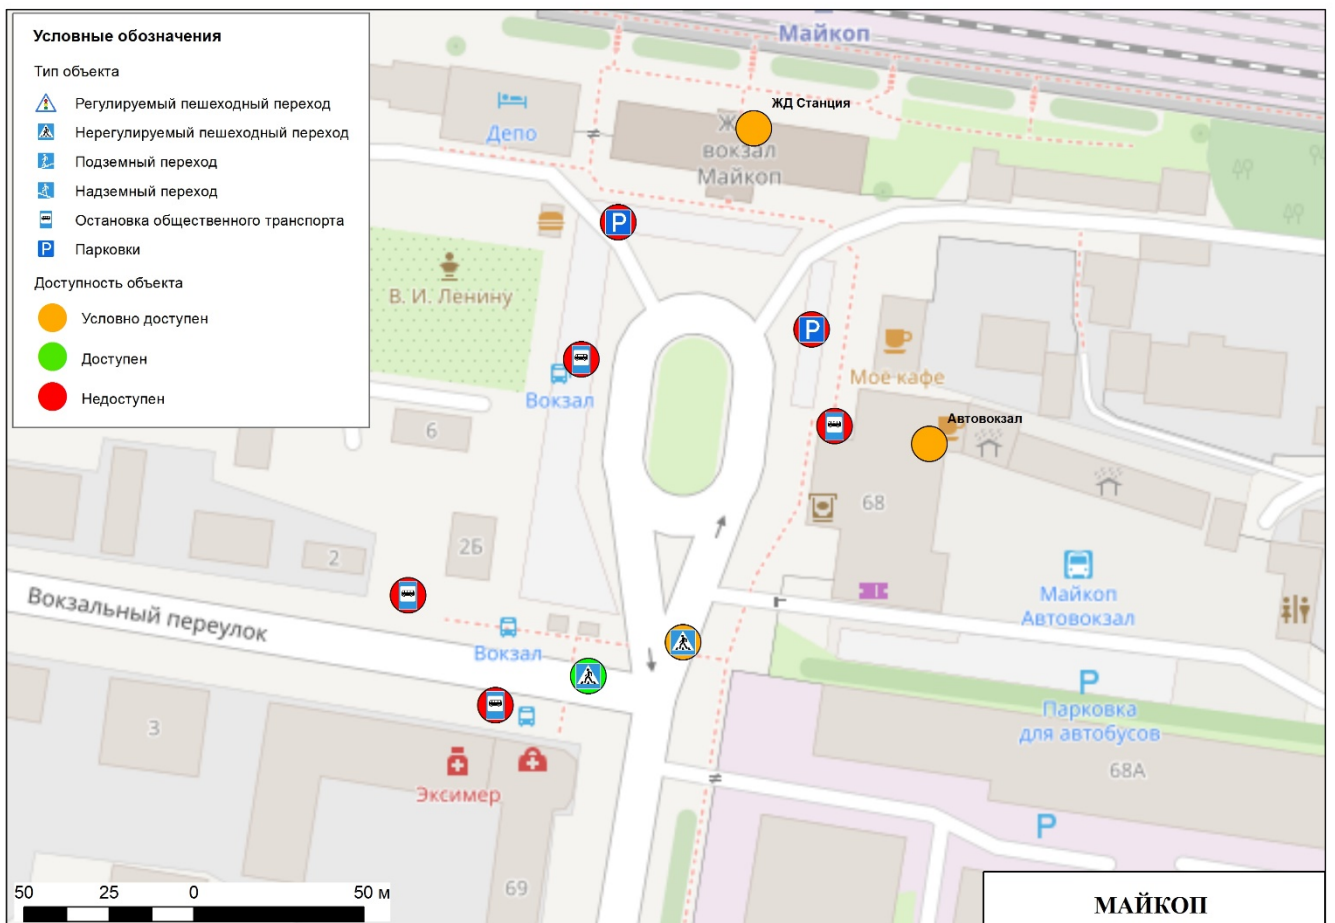 Условные обозначения
Тип объекта
Регулируемый пешеходный переход
Нерегулируемый пешеходный переход
Подземный переход
Надземный переход
Остановка общественного транспорта
P Парковки
Доступность объекта
Условно доступен
Доступен
Недоступен
Майкоп
ЖД Станция
Депо
вокзал
Майкоп
P
В. И. Ленину
P
Мое кафе
Вокзал
Автовокзал
6
68
2Б
2
Майкоп
Автовокзал
Вокзальный переулок
Вокзал
P
Парковка
для автобусов
3
68А
Эксимер
P
69
50 25 0 50 м
МАЙКОП